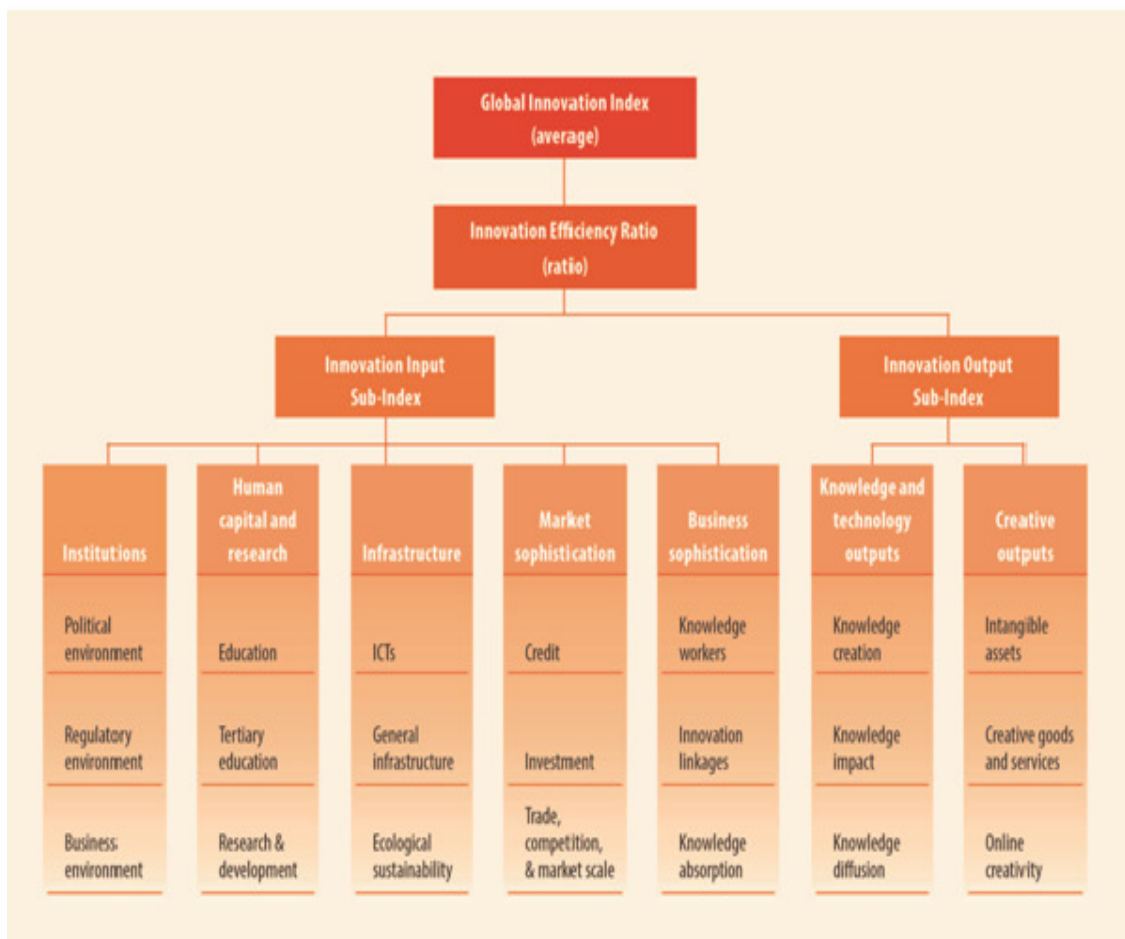 Global Innovation Index
(average)
Innovation Efficiency Ratio
(ratio)
Innovation Input
Sub-Index
Innovation Output
Sub-Index
Institutions
Human
capital and
research
Infrastructure
Market
sophistication
Business
sophistication
Knowledge and
technology
outputs
Creative
outputs
Political
environment
Education
ICTs
Credit
Knowledge
workers
Knowledge
creation
Intangible
assets
Regulatory
environment
Tertiary
education
General
infrastructure
Investment
Innovation
linkages
Knowledge
impact
Creative goods
and services
Business
environment
Research &
development
Ecological
sustainability
Trade,
competition,
& market scale
Knowledge
absorption
Knowledge
diffusion
Online
creativity